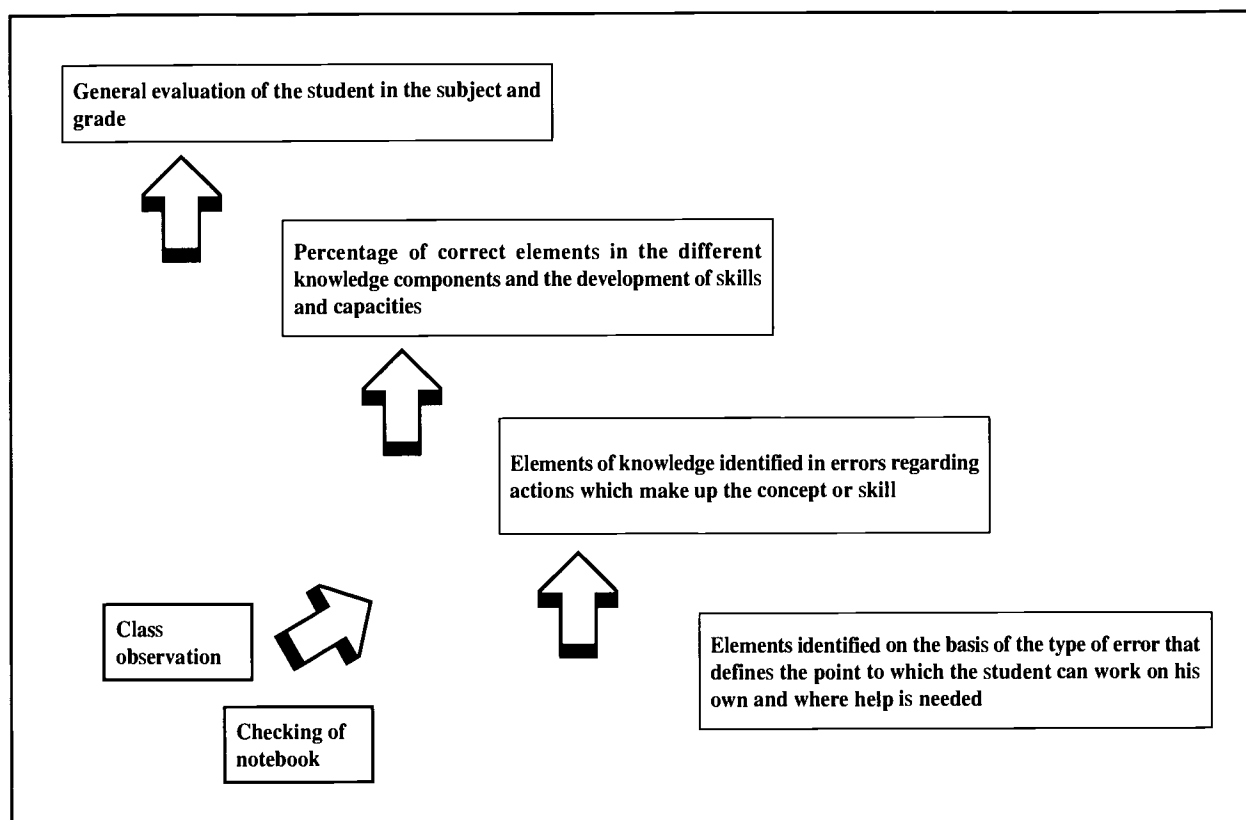 General evaluation of the student in the subject and
grade
Percentage of correct elements in the different
knowledge components and the development of skills
and capacities
Elements of knowledge identified in errors regarding
actions which make up the concept or skill
Class
observation
Elements identified on the basis of the type of error that
defines the point to which the student can work on his
own and where help is needed
Checking of
notebook